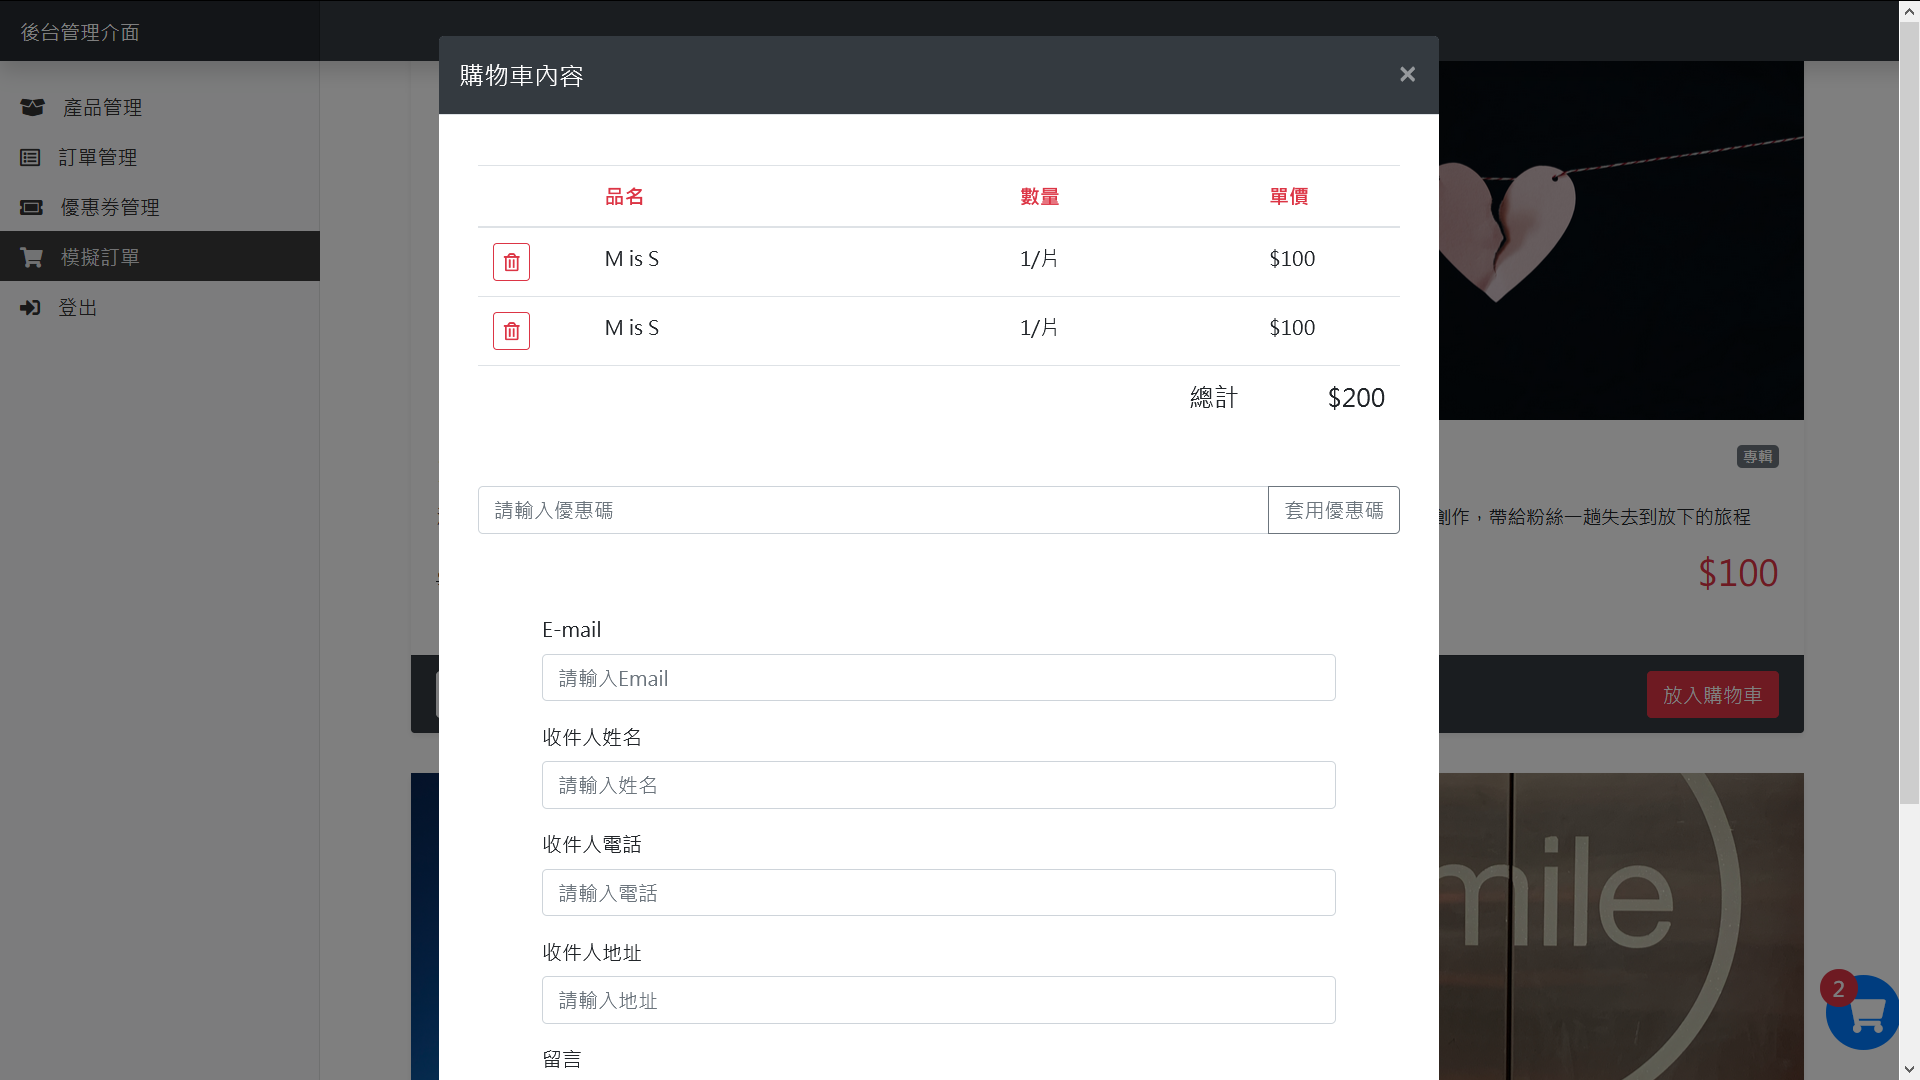 後台管理介面
產品管理
訂單管理
優惠券管理
模擬訂單
登出
購物車內容
×
品名 數量 單價
M is S 1/片 $100
M is S 1/片 $100
總計 $200
請輸入優惠碼 套用優惠碼
E-mail
請輸入Email
收件人姓名
請輸入姓名
收件人電話
請輸入電話
收件人地址
請輸入地址
留言
專輯
創作，帶給粉絲一趟失去到放下的旅程
$100
放入購物車
mile
2